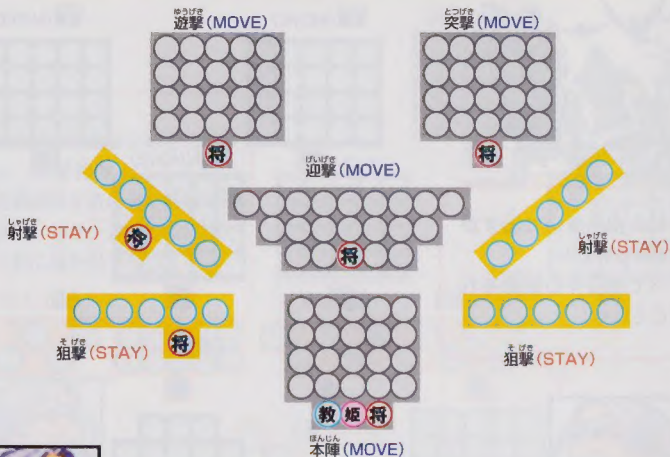 ゆうげき
遊撃(MOVE)
とつげき
突撃(MOVE)
将
将
げいげき
迎撃(MOVE)
しゃげき
射撃(STAY)
将
将
しゃげき
射撃(STAY)
そげき
狙撃(STAY)
将
そげき
狙撃(STAY)
教 姫 将
ほんじん
本陣(MOVE)